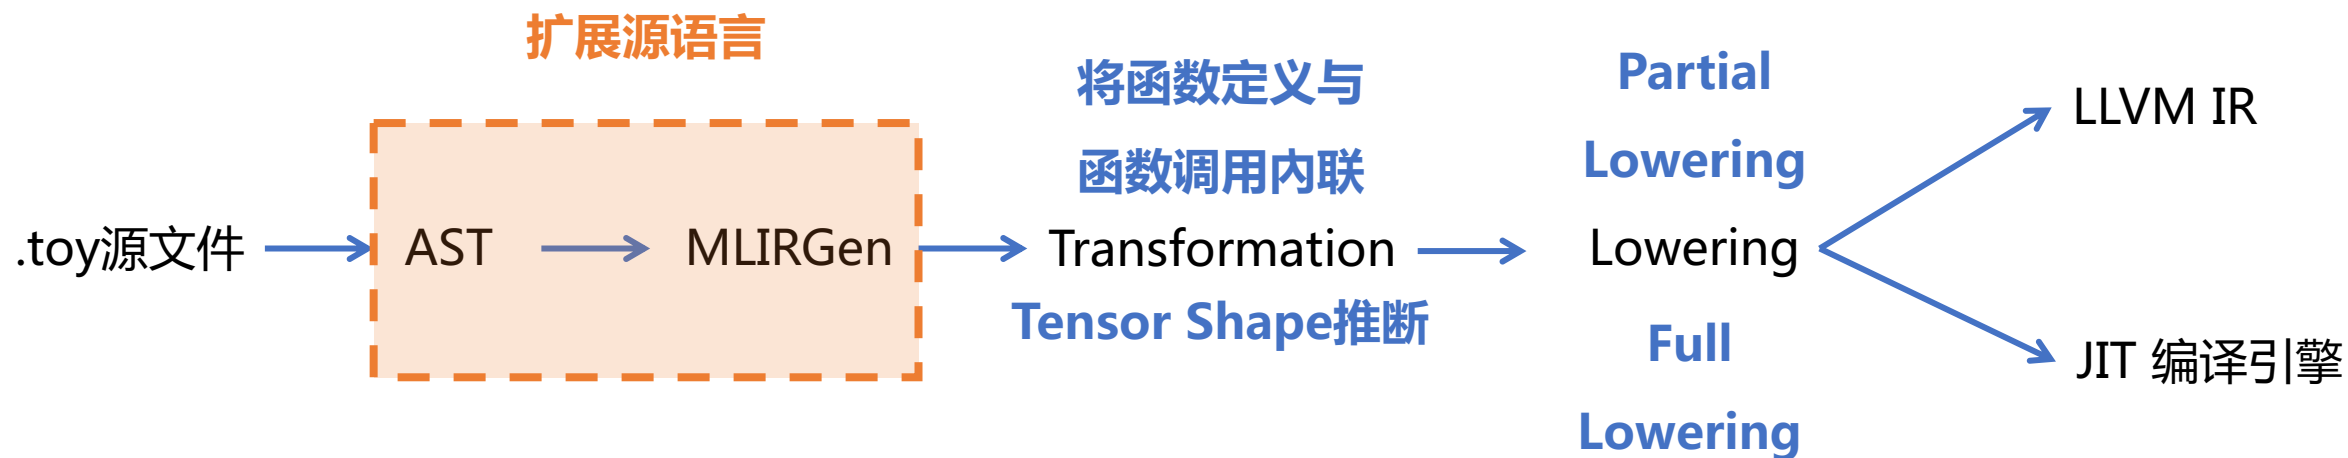 扩展源语言
.toy源文件
AST
MLIRGen
将函数定义与
函数调用内联
Transformation
Tensor Shape推断
Partial
Lowering
Lowering
Full
Lowering
LLVM IR
JIT 编译引擎